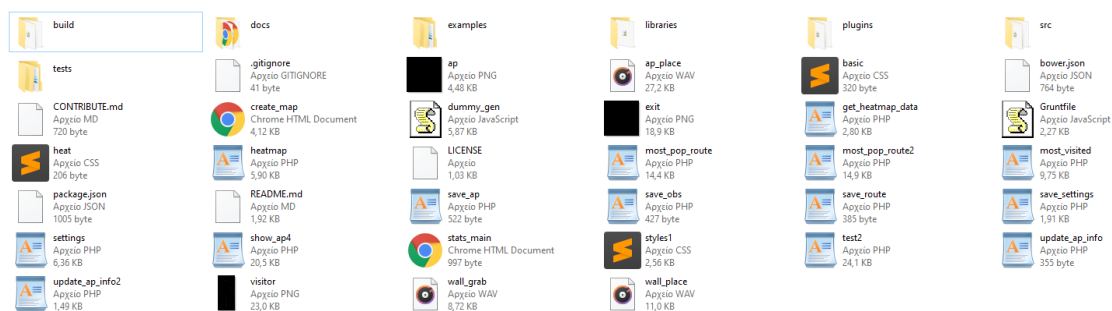 build
docs
examples
libraries
plugins
src
tests
.gitignore
Αρχείο GITIGNORE
41 byte
ap
Αρχείο PNG
4,48 KB
ap_place
Αρχείο WAV
27,2 KB
basic
Αρχείο CSS
320 byte
bower.json
Αρχείο JSON
764 byte
CONTRIBUTE.md
Αρχείο MD
720 byte
create_map
Chrome HTML Document
4,12 KB
dummy_gen
Αρχείο JavaScript
5,87 KB
exit
Αρχείο PNG
18,9 KB
get_heatmap_data
Αρχείο PHP
2,80 KB
Gruntfile
Αρχείο JavaScript
2,27 KB
heat
Αρχείο CSS
206 byte
heatmap
Αρχείο PHP
5,90 KB
LICENSE
Αρχείο
1,03 KB
most_pop_route
Αρχείο PHP
14,4 KB
most_pop_route2
Αρχείο PHP
14,9 KB
most_visited
Αρχείο PHP
9,75 KB
package.json
Αρχείο JSON
1005 byte
README.md
Αρχείο MD
1,92 KB
save_ap
Αρχείο PHP
522 byte
save_obs
Αρχείο PHP
427 byte
save_route
Αρχείο PHP
385 byte
save_settings
Αρχείο PHP
1,91 KB
settings
Αρχείο PHP
6,36 KB
show_ap4
Αρχείο PHP
20,5 KB
stats_main
Chrome HTML Document
997 byte
styles1
Αρχείο CSS
2,56 KB
test2
Αρχείο PHP
24,1 KB
update_ap_info
Αρχείο PHP
355 byte
update_ap_info2
Αρχείο PHP
1,49 KB
visitor
Αρχείο PNG
23,0 KB
wall_grab
Αρχείο WAV
8,72 KB
wall_place
Αρχείο WAV
11,0 KB